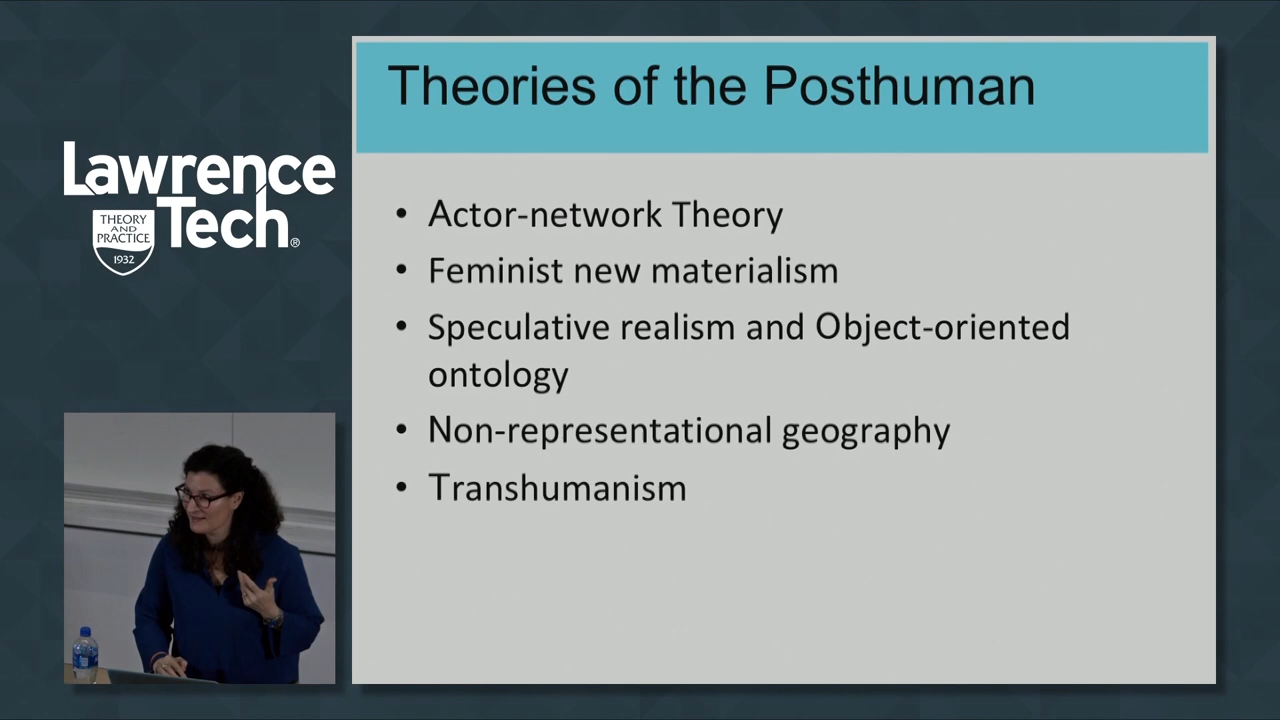 Theories of the Posthuman
Lawrence
Tech®
THEORY
AND
PRACTICE
1932
• Actor-network Theory
• Feminist new materialism
• Speculative realism and Object-oriented
ontology
• Non-representational geography
• Transhumanism